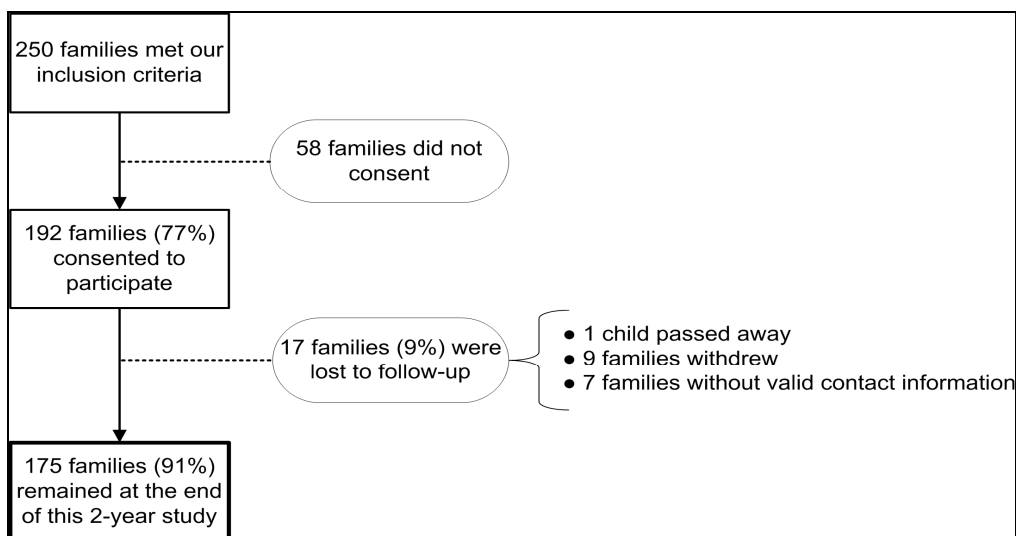 250 families met our
inclusion criteria
58 families did not
consent
192 families (77%)
consented to
participate
17 families (9%) were
lost to follow-up
● 1 child passed away
● 9 families withdrew
● 7 families without valid contact information
175 families (91%)
remained at the end
of this 2-year study